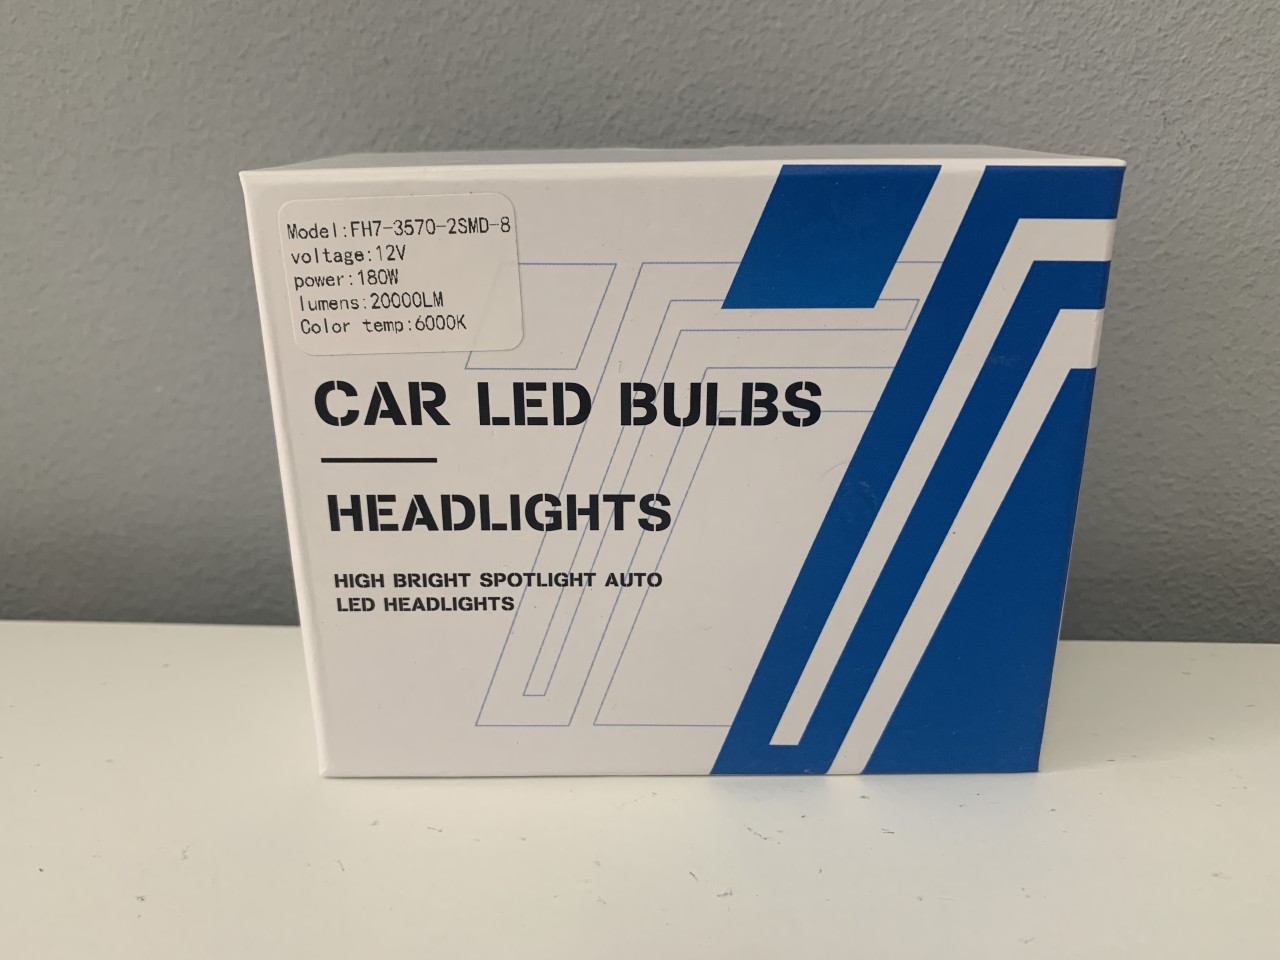 Model:FH7-3570-2SMD-8
voltage:12V
power:180W
lumens:20000LM
Color temp:6000K
CAR LED BULBS
HEADLIGHTS
HIGH BRIGHT SPOTLIGHT AUTO
LED HEADLIGHTS